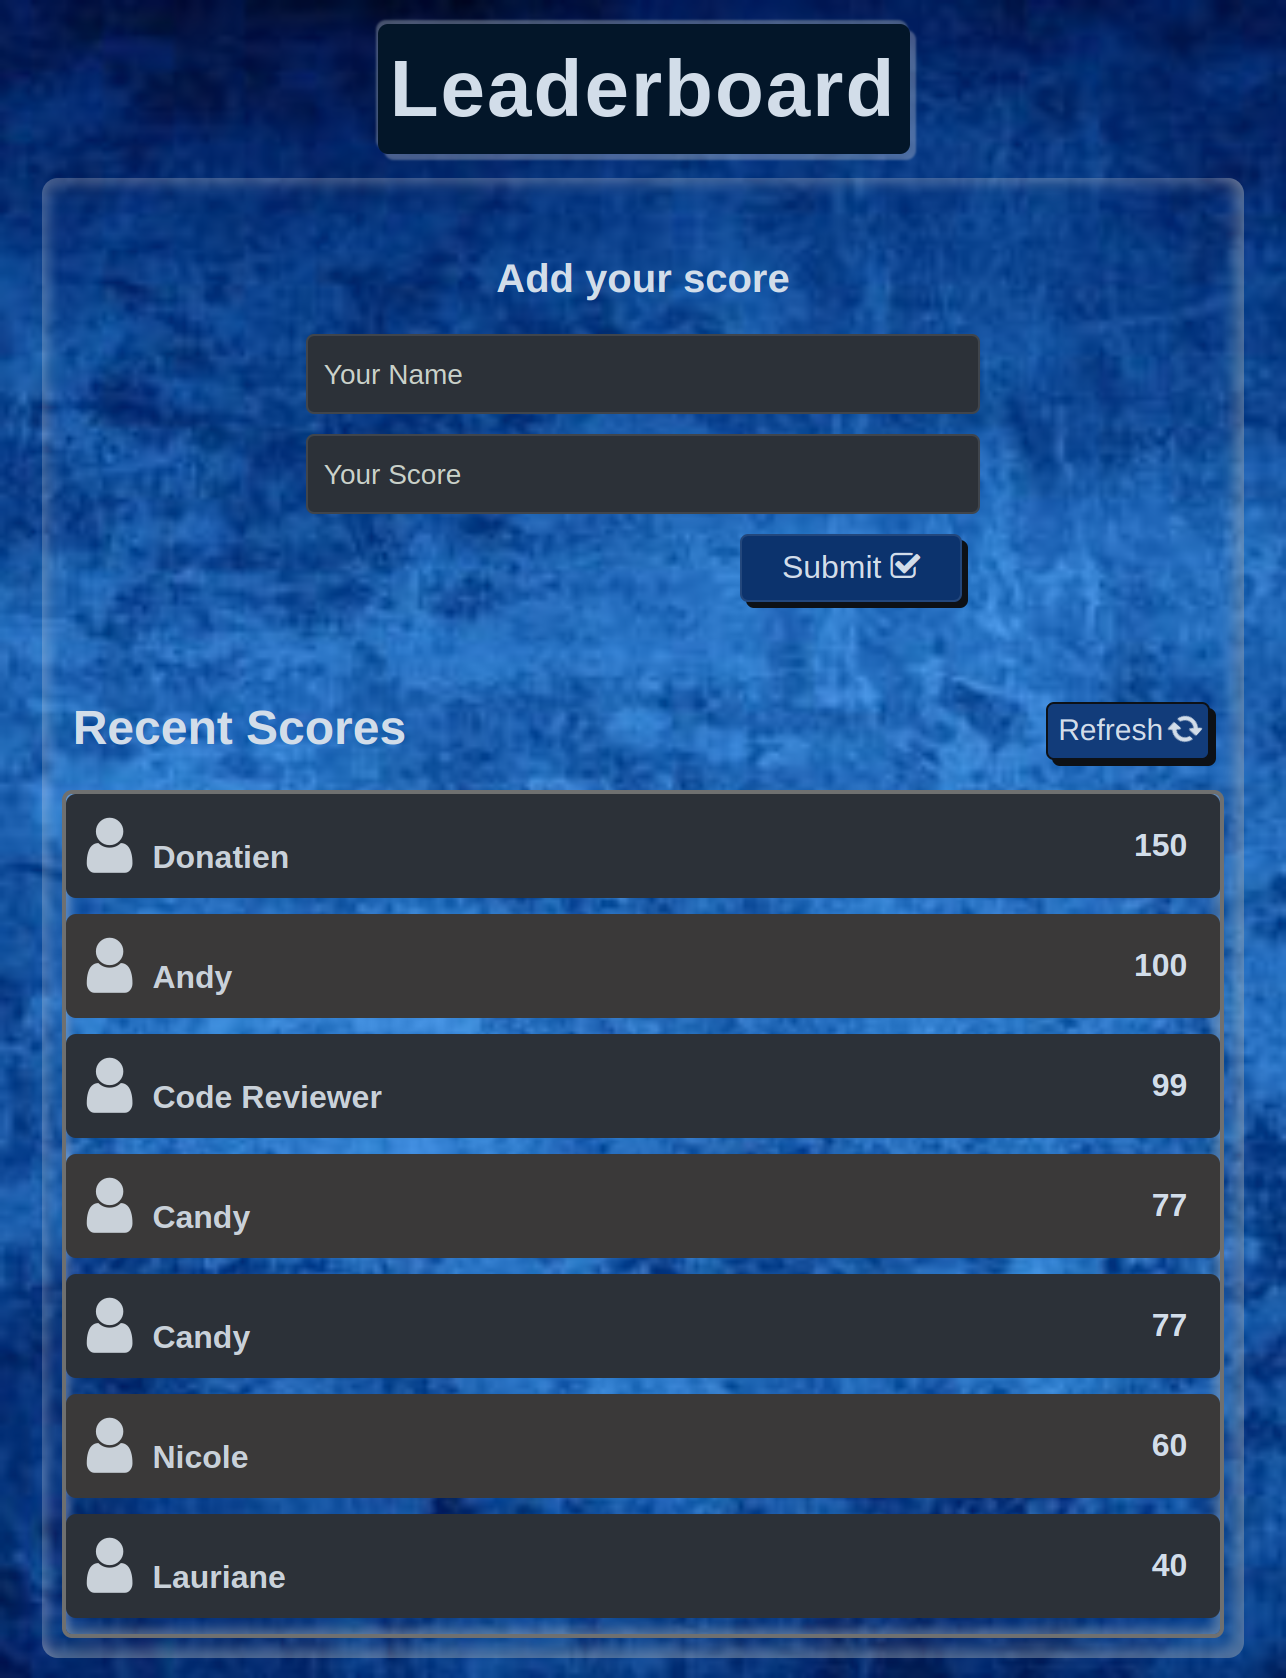 Leaderboard
Add your score
Your Name
Your Score
Submit
Recent Scores
Refresh
Donatien 150
Andy 100
Code Reviewer 99
Candy 77
Candy 77
Nicole 60
Lauriane 40